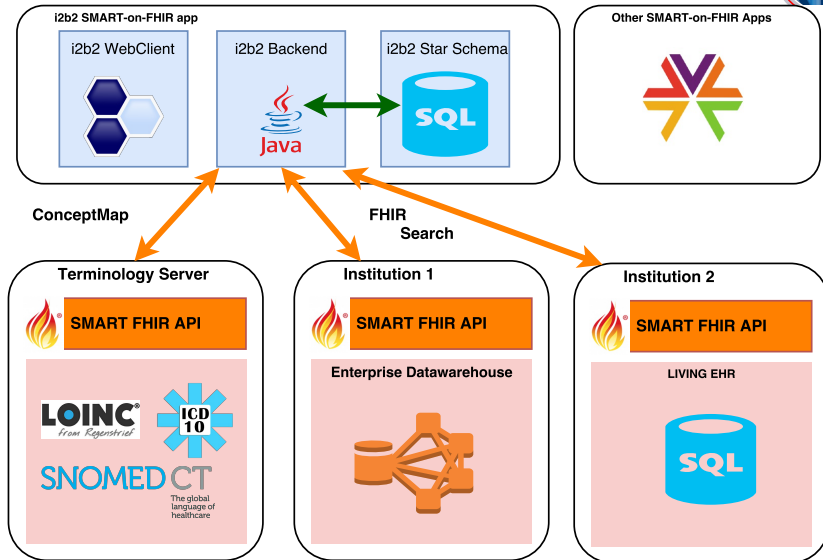 i2b2 SMART-on-FHIR app
Other SMART-on-FHIR Apps
i2b2 WebClient
i2b2 Backend
i2b2 Star Schema
Java
SQL
ConceptMap
FHIR
Search
Terminology Server
® SMART FHIR API
LOINC®
from Regenstrief
ICD
10
SNOMED CT
The global
language of
healthcare
Institution 1
® SMART FHIR API
Enterprise Datawarehouse
Institution 2
® SMART FHIR API
LIVING EHR
SQL